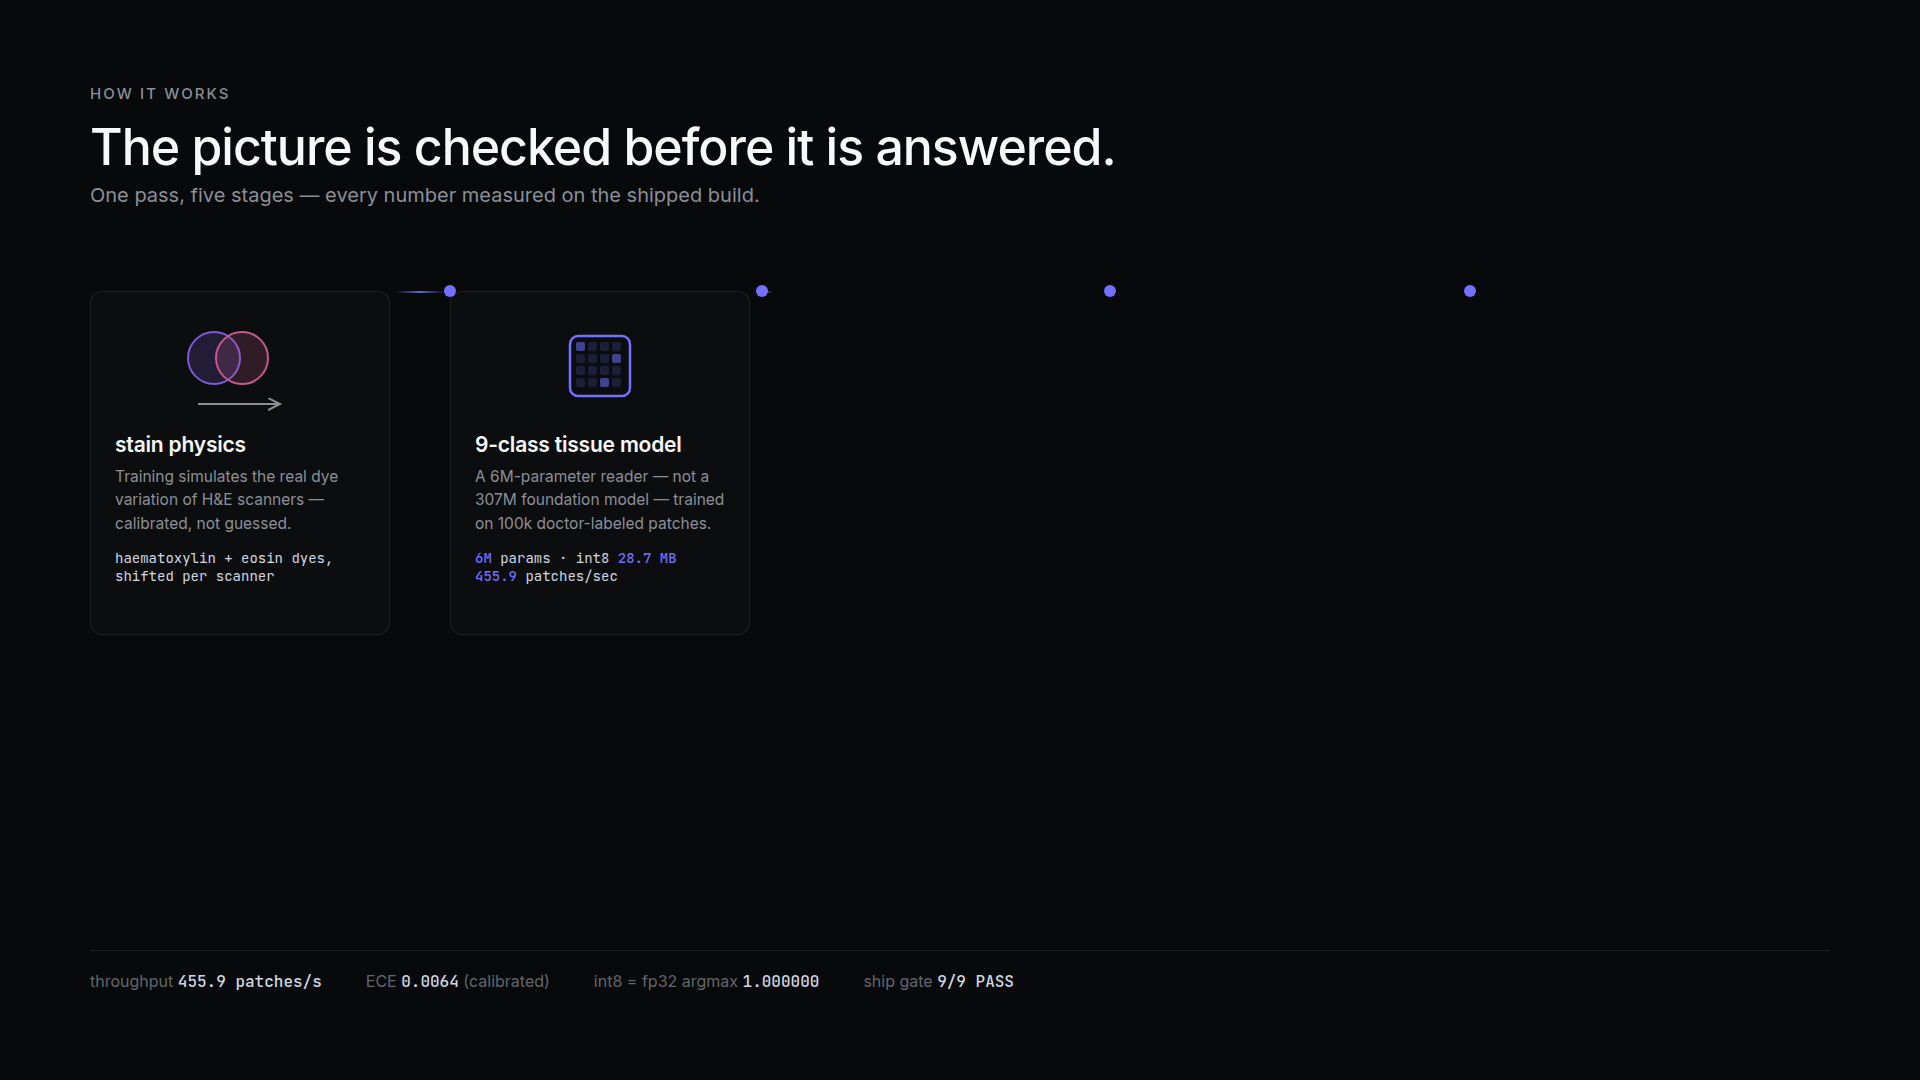 HOW IT WORKS
The picture is checked before it is answered.
One pass, five stages — every number measured on the shipped build.
stain physics
Training simulates the real dye
variation of H&E scanners —
calibrated, not guessed.
haematoxylin + eosin dyes,
shifted per scanner
9-class tissue model
A 6M-parameter reader — not a
307M foundation model — trained
on 100k doctor-labeled patches.
6M params · int8 28.7 MB
455.9 patches/sec
throughput 455.9 patches/s ECE 0.0064 (calibrated) int8 = fp32 argmax 1.000000 ship gate 9/9 PASS